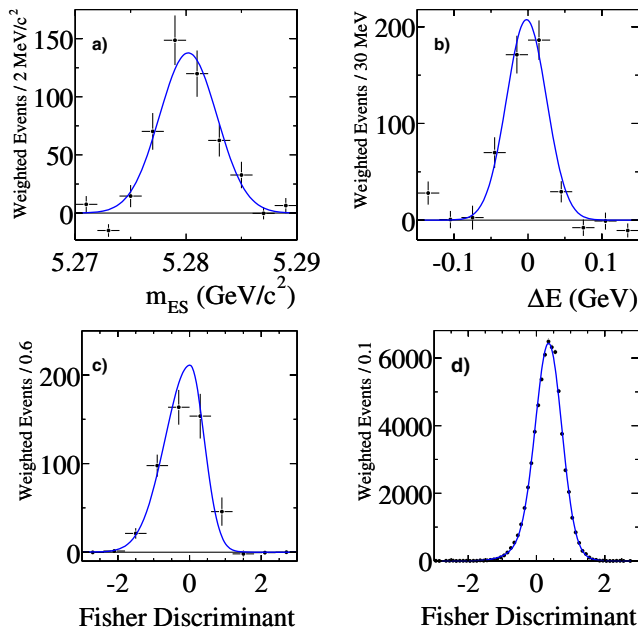 a)
Weighted Events / 2 MeV/c²
150
100
50
0
5.27
5.28
5.29
m_ES (GeV/c²)
b)
Weighted Events / 30 MeV
200
100
0
-0.1
0
0.1
ΔE (GeV)
c)
Weighted Events / 0.6
200
100
0
-2
0
2
Fisher Discriminant
d)
Weighted Events / 0.1
6000
4000
2000
0
-2
0
2
Fisher Discriminant